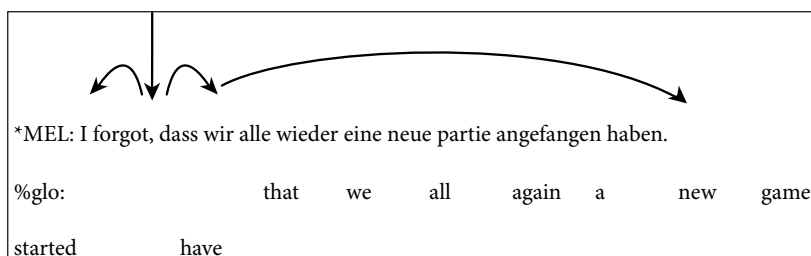 *MEL: I forgot, dass wir alle wieder eine neue partie angefangen haben.
%glo: that we all again a new game
started have